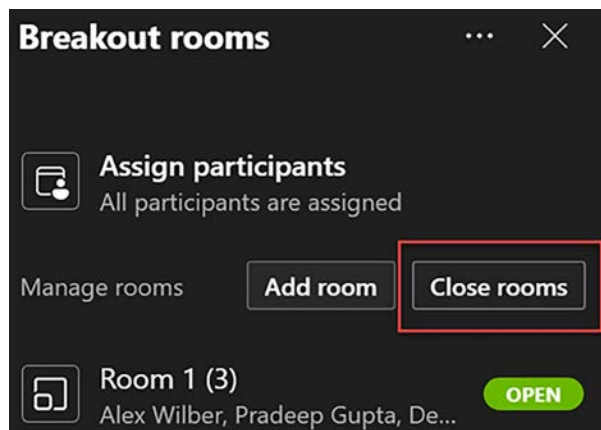 Breakout rooms ...
Assign participants
All participants are assigned
Manage rooms Add room Close rooms
Room 1 (3)
OPEN
Alex Wilber, Pradeep Gupta, De...